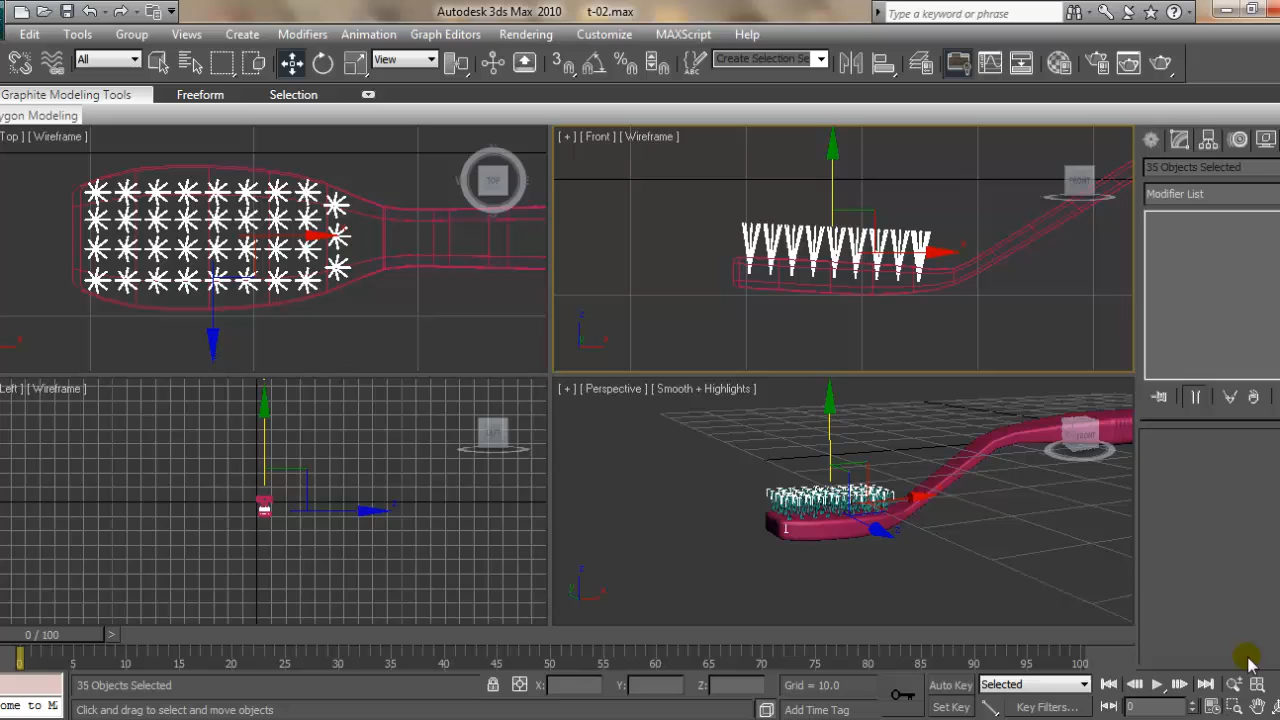 Autodesk 3ds Max 2010 t-02.max
Type a keyword or phrase
Edit Tools Group Views Create Modifiers Animation Graph Editors Rendering Customize MAXScript Help
All View Create Selection Se
Graphite Modeling Tools Freeform Selection
ygon Modeling
Top ] [ Wireframe ]
[ + ] [ Front ] [ Wireframe ]
35 Objects Selected
Modifier List
TOP
FRONT
x
z
x
Left ] [ Wireframe ]
[ + ] [ Perspective ] [ Smooth + Highlights ]
LEFT
FRONT
z
x
0 / 100 >
0 5 10 15 20 25 30 35 40 45 50 55 60 65 70 75 80 85 90 95 100
35 Objects Selected X: Y: Z: Grid = 10.0 Auto Key Selected
ome to M
Click and drag to select and move objects Add Time Tag Set Key Key Filters... 0